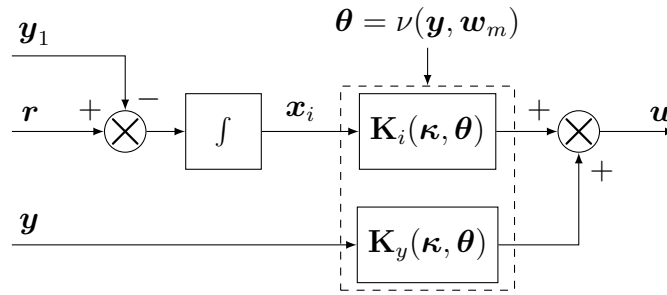 θ = ν(y, w_m)
y_1
r + −
∫
x_i
K_i(κ, θ)
+ u
y
K_y(κ, θ)
+